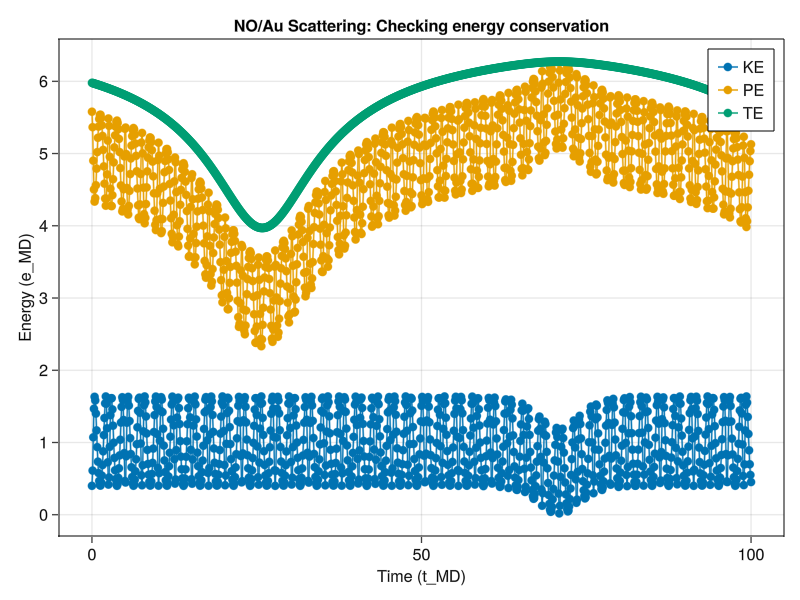 NO/Au Scattering: Checking energy conservation
KE
PE
TE
Energy (e_MD)
6
5
4
3
2
1
0
0
50
100
Time (t_MD)